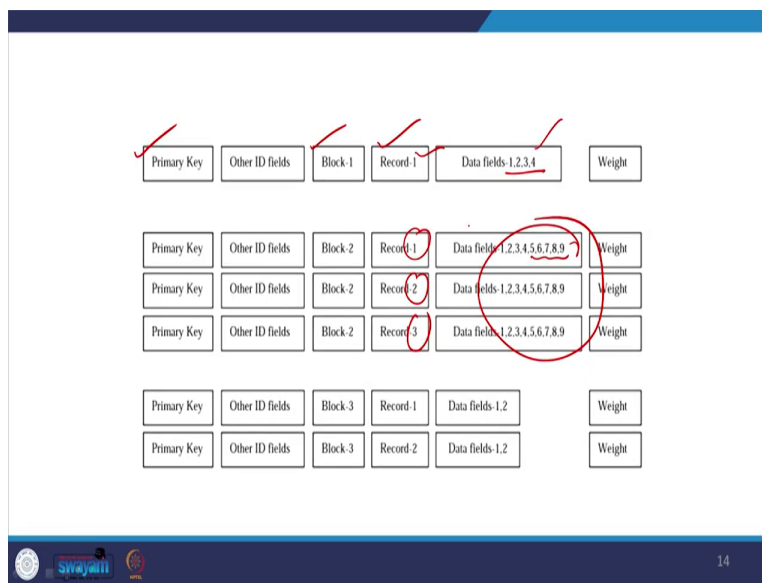 Primary Key Other ID fields Block-1 Record-1 Data fields-1,2,3,4 Weight
Primary Key Other ID fields Block-2 Record-1 Data fields-1,2,3,4,5,6,7,8,9 Weight
Primary Key Other ID fields Block-2 Record-2 Data fields-1,2,3,4,5,6,7,8,9 Weight
Primary Key Other ID fields Block-2 Record-3 Data fields-1,2,3,4,5,6,7,8,9 Weight
Primary Key Other ID fields Block-3 Record-1 Data fields-1,2 Weight
Primary Key Other ID fields Block-3 Record-2 Data fields-1,2 Weight
swayam 14